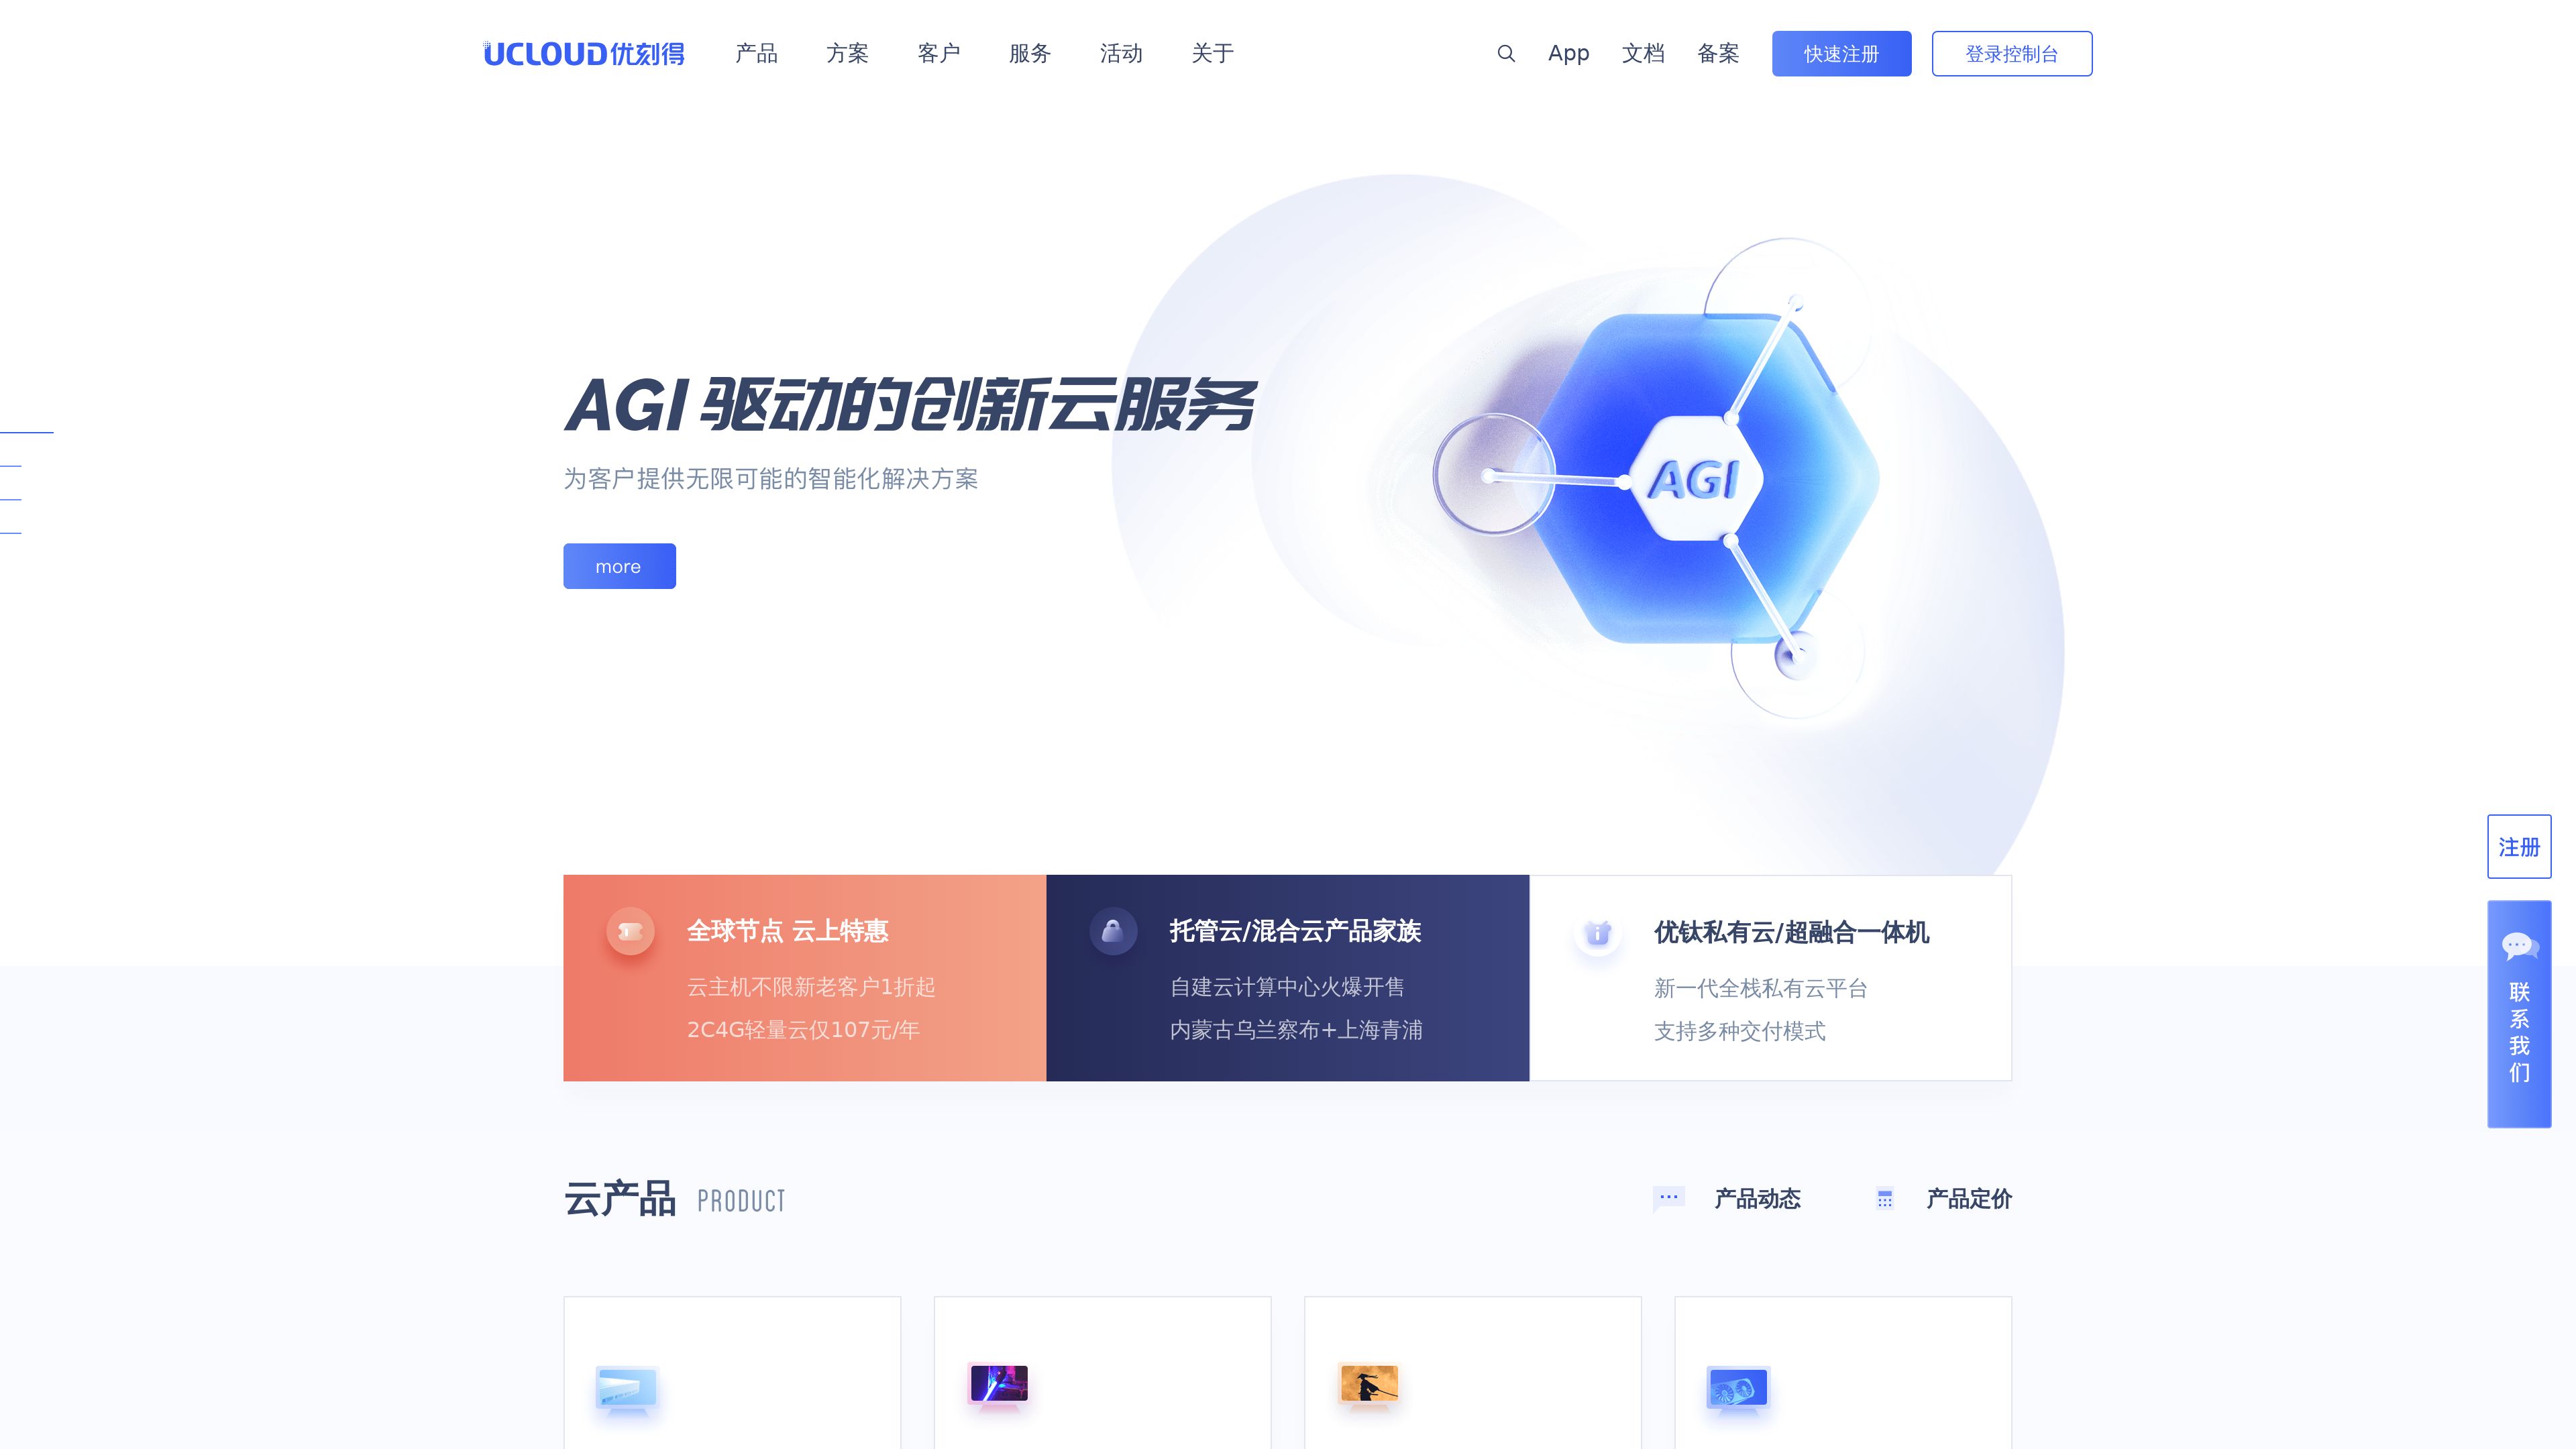 UCLOUD优刻得
产品 方案 客户 服务 活动 关于
App 文档 备案 快速注册 登录控制台
AGI 驱动的创新云服务
为客户提供无限可能的智能化解决方案
more
AGI
注册
联系我们
全球节点 云上特惠
云主机不限新老客户1折起
2C4G轻量云仅107元/年
托管云/混合云产品家族
自建云计算中心火爆开售
内蒙古乌兰察布+上海青浦
优钛私有云/超融合一体机
新一代全栈私有云平台
支持多种交付模式
云产品 PRODUCT
产品动态
产品定价